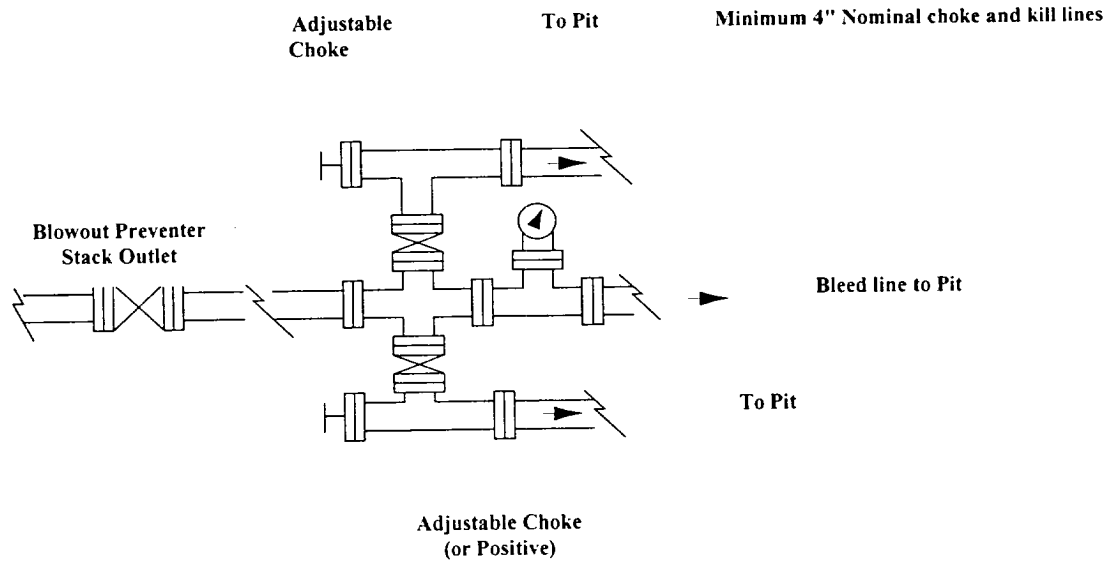 Adjustable
Choke
To Pit
Minimum 4" Nominal choke and kill lines
Blowout Preventer
Stack Outlet
Bleed line to Pit
To Pit
Adjustable Choke
(or Positive)